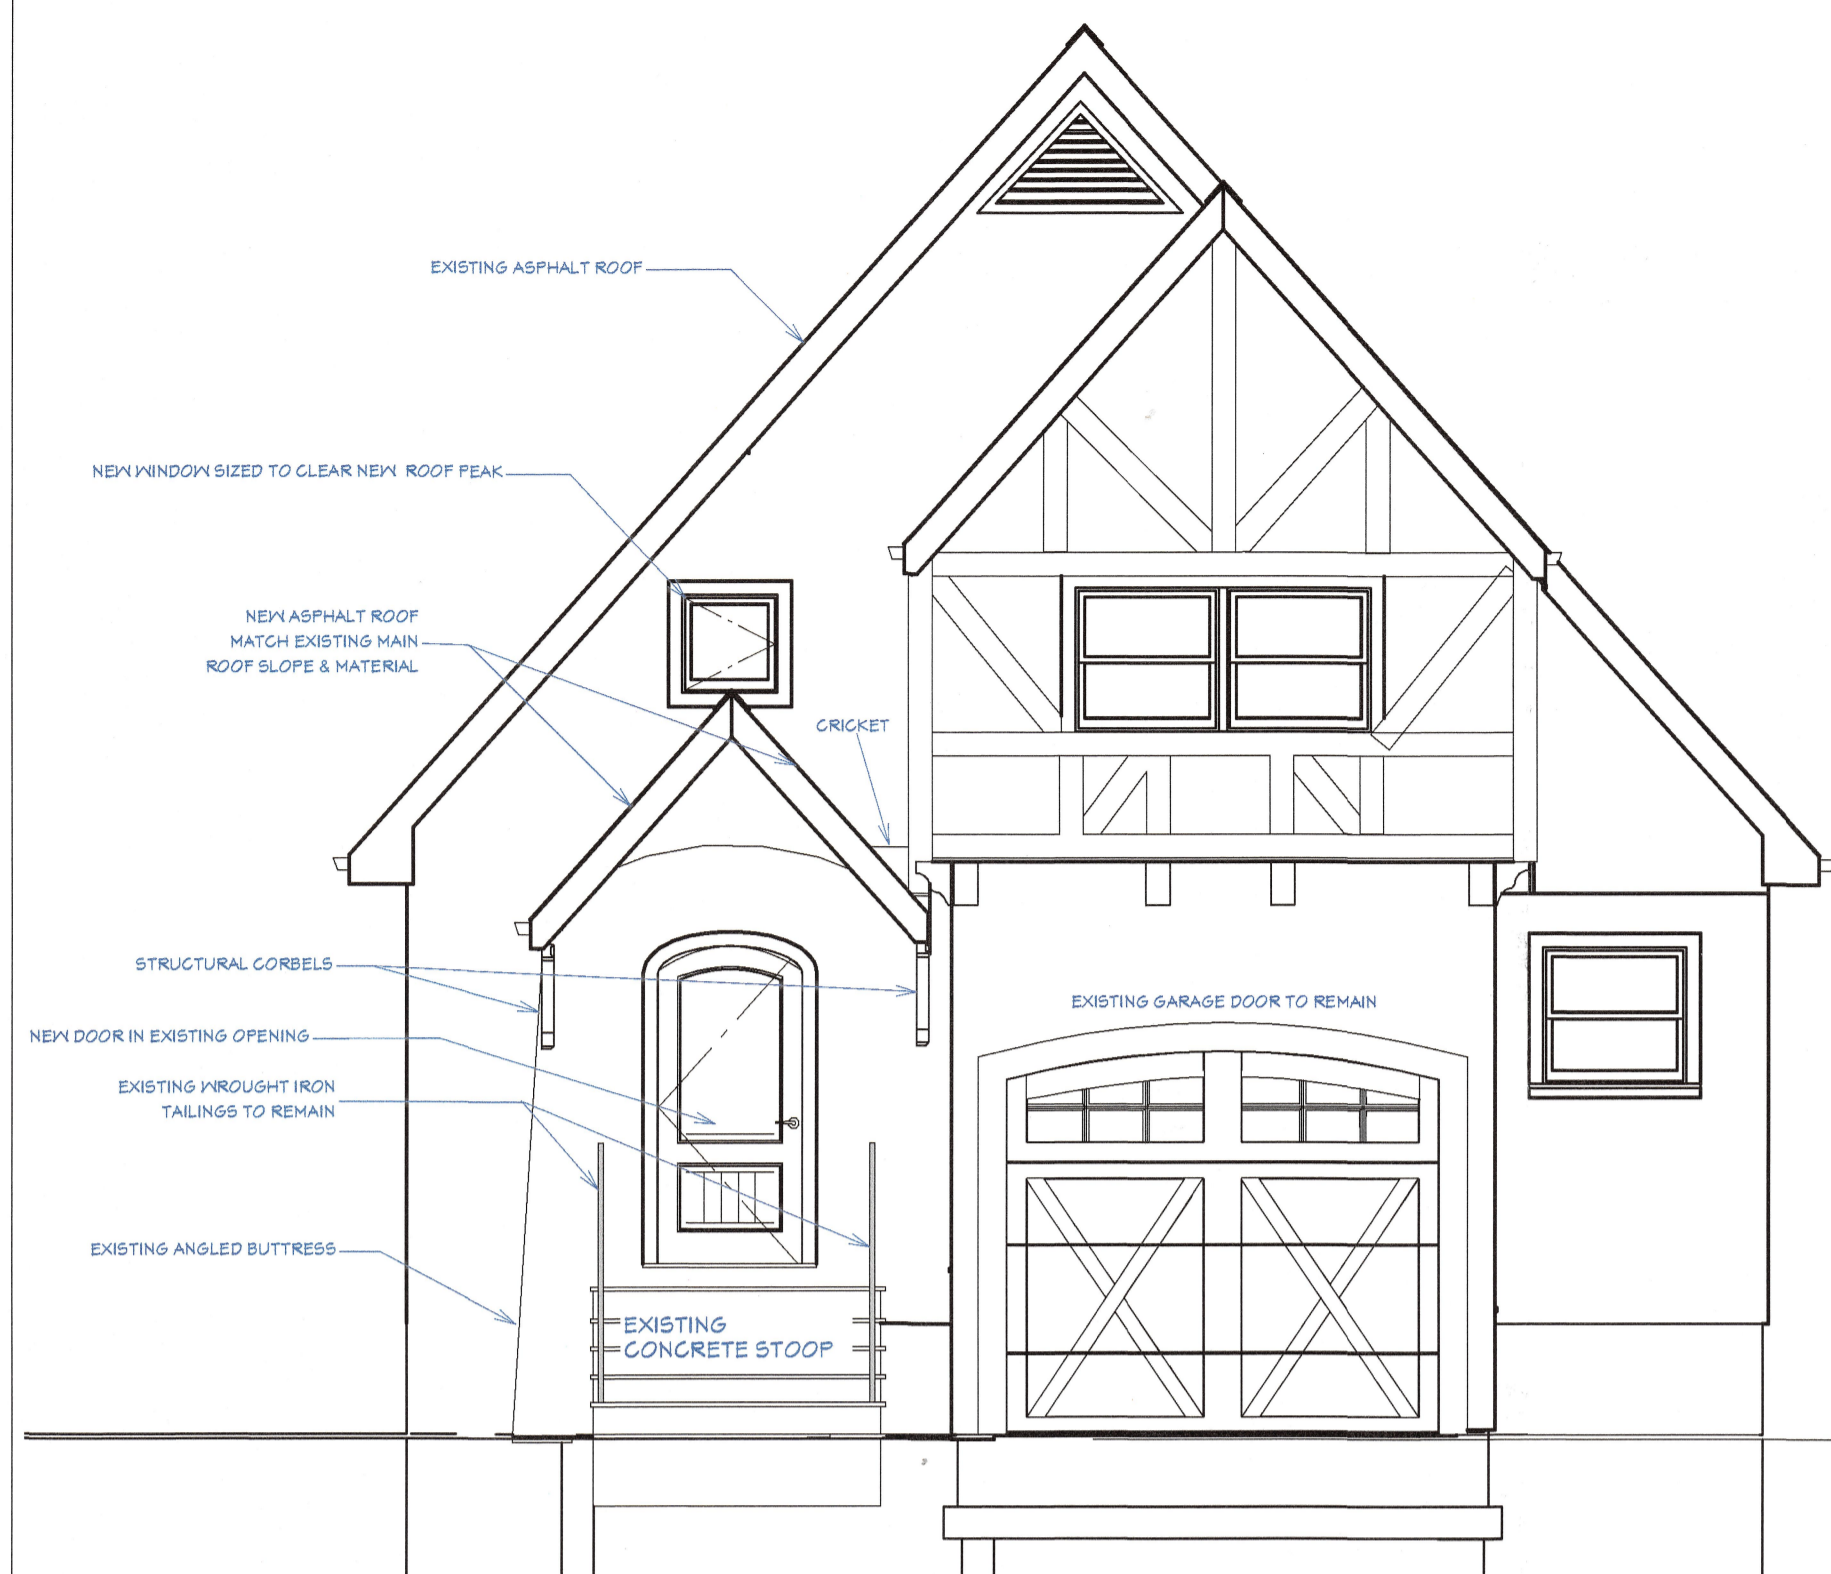 EXISTING ASPHALT ROOF
NEW WINDOW SIZED TO CLEAR NEW ROOF PEAK
NEW ASPHALT ROOF
MATCH EXISTING MAIN
ROOF SLOPE & MATERIAL
CRICKET
STRUCTURAL CORBELS
EXISTING GARAGE DOOR TO REMAIN
NEW DOOR IN EXISTING OPENING
EXISTING WROUGHT IRON
TAILINGS TO REMAIN
EXISTING ANGLED BUTTRESS
EXISTING
CONCRETE STOOP